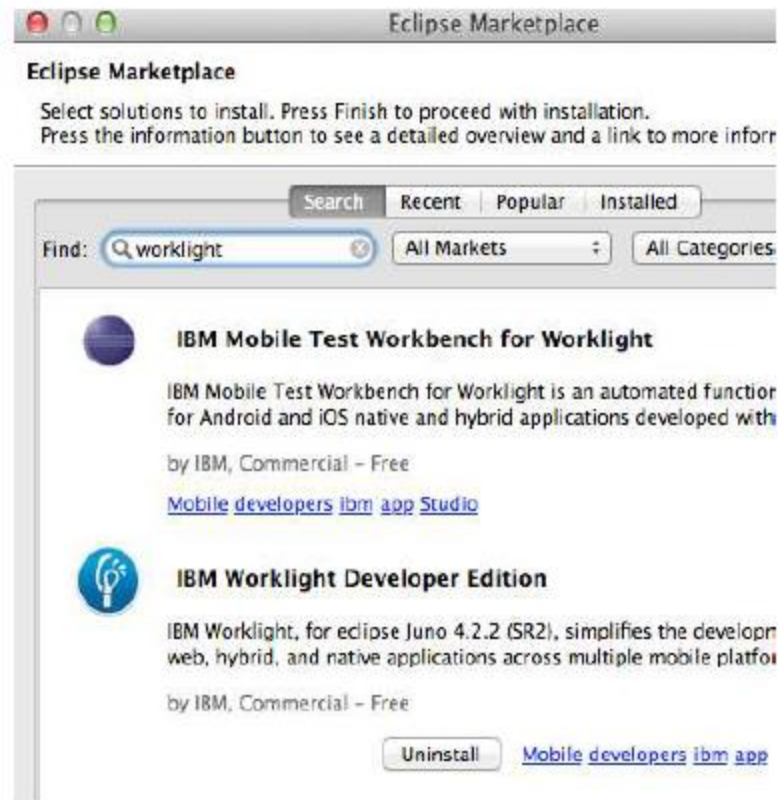 Eclipse Marketplace
Eclipse Marketplace
Select solutions to install. Press Finish to proceed with installation.
Press the information button to see a detailed overview and a link to more infor
Search Recent Popular Installed
Find: worklight All Markets All Categories
IBM Mobile Test Workbench for Worklight
IBM Mobile Test Workbench for Worklight is an automated function
for Android and iOS native and hybrid applications developed with
by IBM, Commercial – Free
Mobile developers ibm app Studio
IBM Worklight Developer Edition
IBM Worklight, for eclipse Juno 4.2.2 (SR2), simplifies the developm
web, hybrid, and native applications across multiple mobile platfo
by IBM, Commercial – Free
Uninstall Mobile developers ibm app